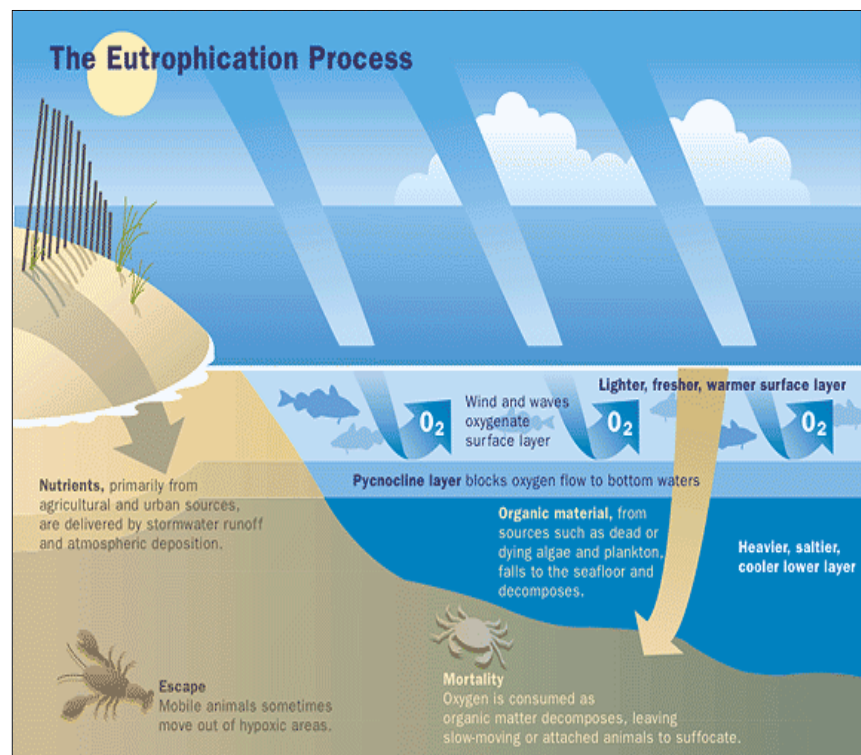 The Eutrophication Process
Lighter, fresher, warmer surface layer
Wind and waves
oxygenate
surface layer
O2
O2
O2
Pycnocline layer blocks oxygen flow to bottom waters
Nutrients, primarily from
agricultural and urban sources,
are delivered by stormwater runoff
and atmospheric deposition.
Organic material, from
sources such as dead or
dying algae and plankton,
falls to the seafloor and
decomposes.
Heavier, saltier,
cooler lower layer
Escape
Mobile animals sometimes
move out of hypoxic areas.
Mortality
Oxygen is consumed as
organic matter decomposes, leaving
slow-moving or attached animals to suffocate.